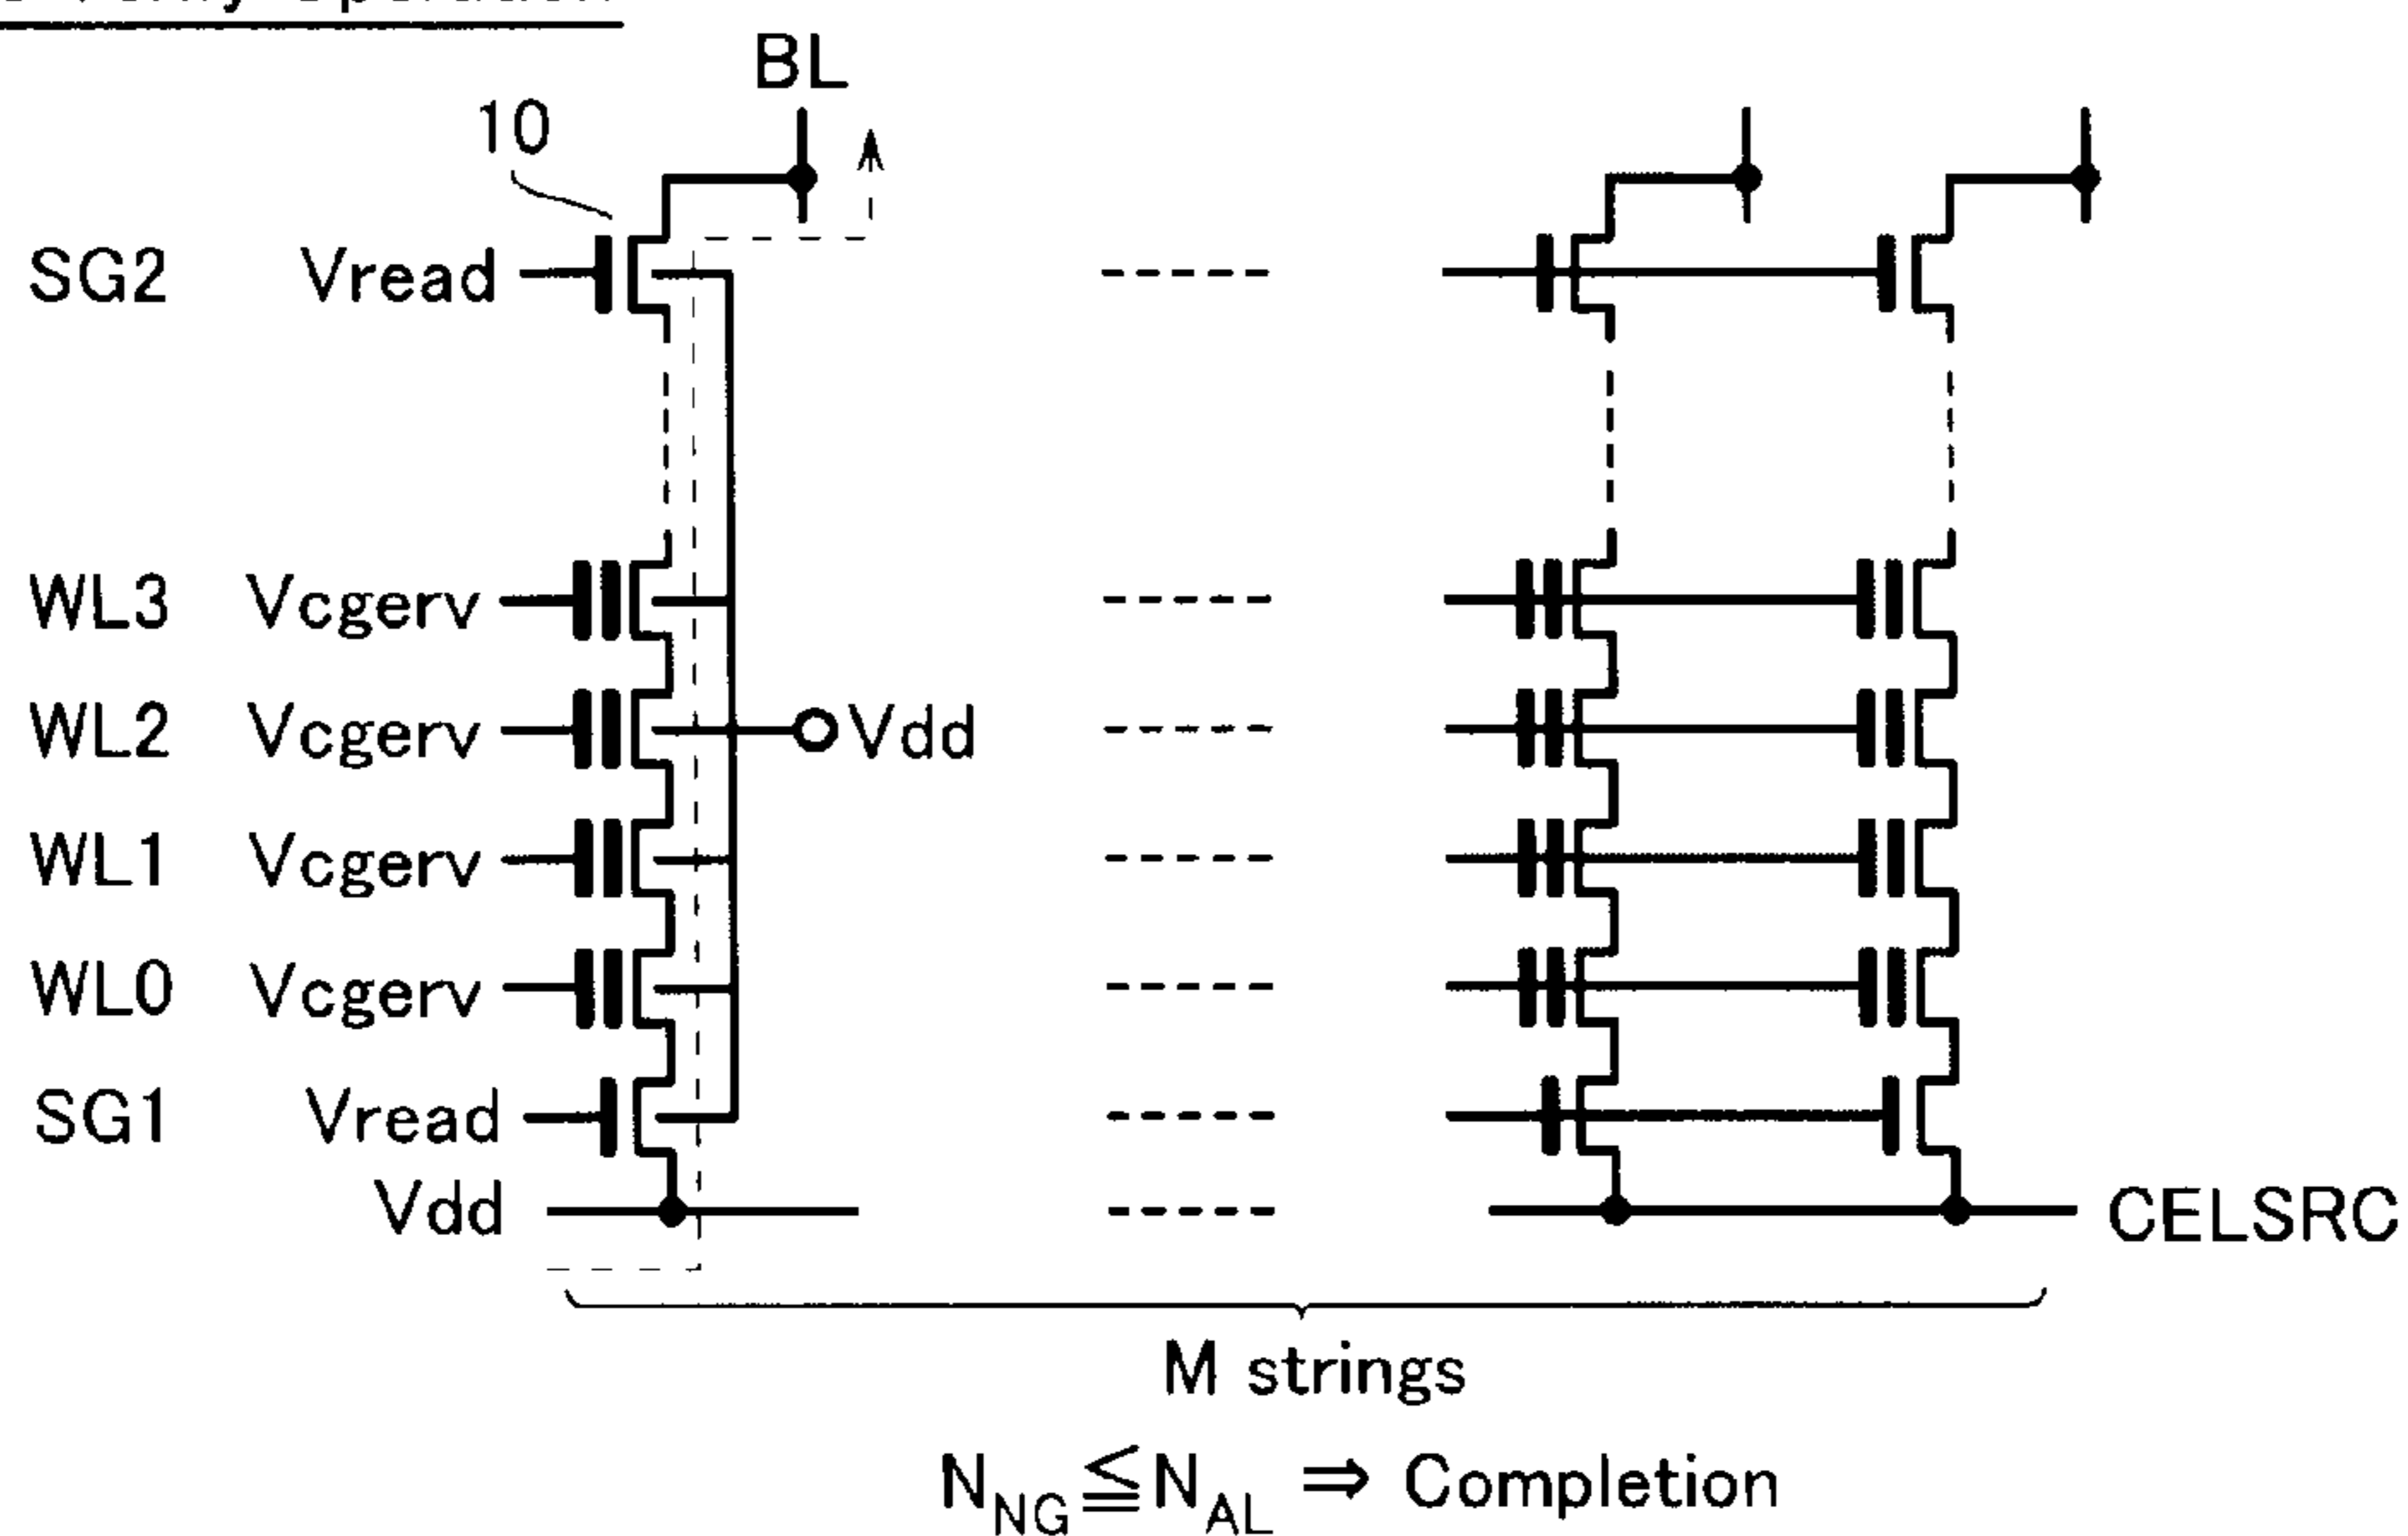 Operation
BL
10
SG2 Vread
WL3 Vcgerv
WL2 Vcgerv Vdd
WL1 Vcgerv
WL0 Vcgerv
SG1 Vread
Vdd CELSRC
M strings
N_NG ≦ N_AL ⇒ Completion